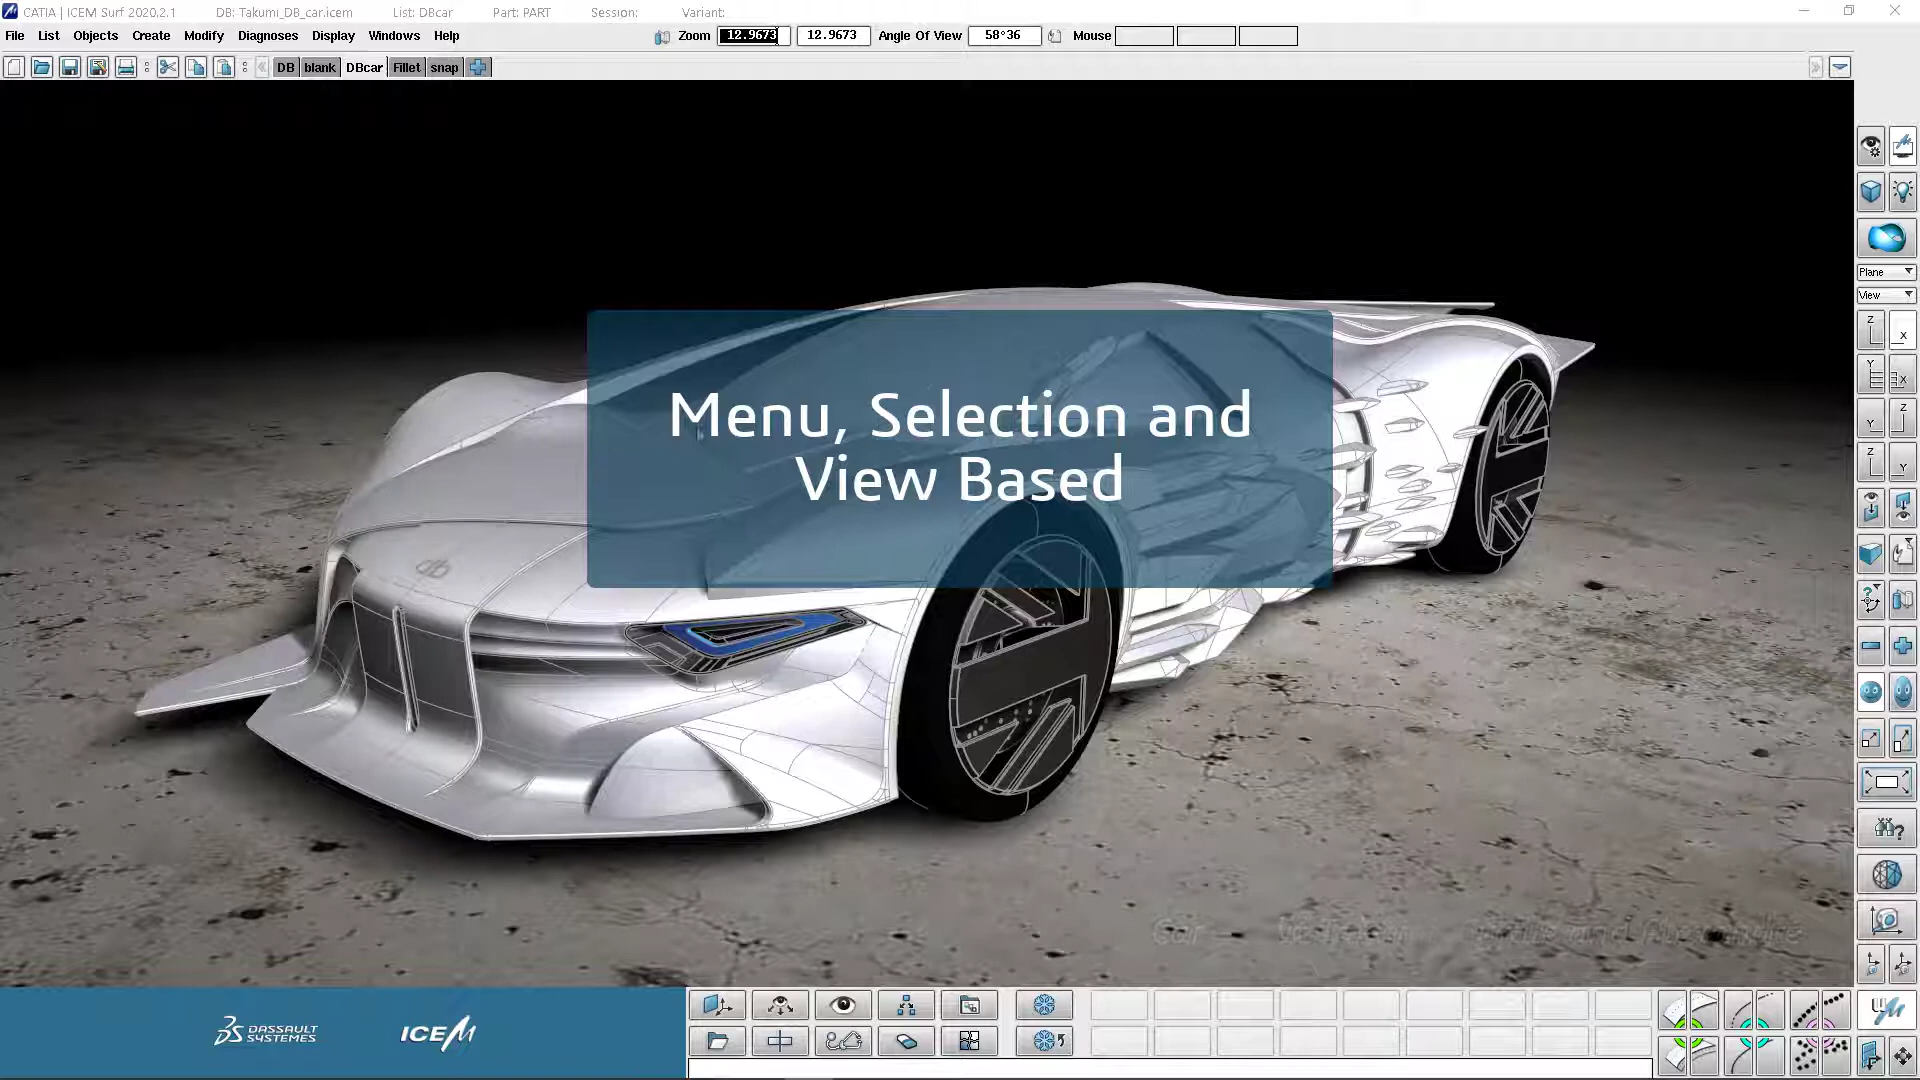 CATIA | ICEM Surf 2020.2.1 DB: Takumi_DB_car.icem List: DBcar Part: PART Session: Variant:
File List Objects Create Modify Diagnoses Display Windows Help Zoom 12.9673 12.9673 Angle Of View 58°36 Mouse
DB blank DBcar Fillet snap
Plane
View
Z X
Y X
Y Z
Z Y
Menu, Selection and
View Based
DASSAULT
SYSTEMES
ICEM